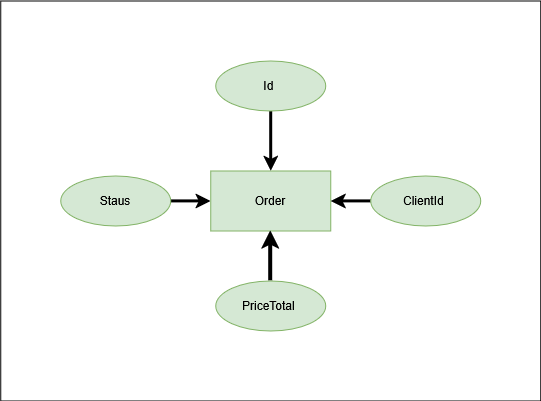 Id
Staus
Order
ClientId
PriceTotal